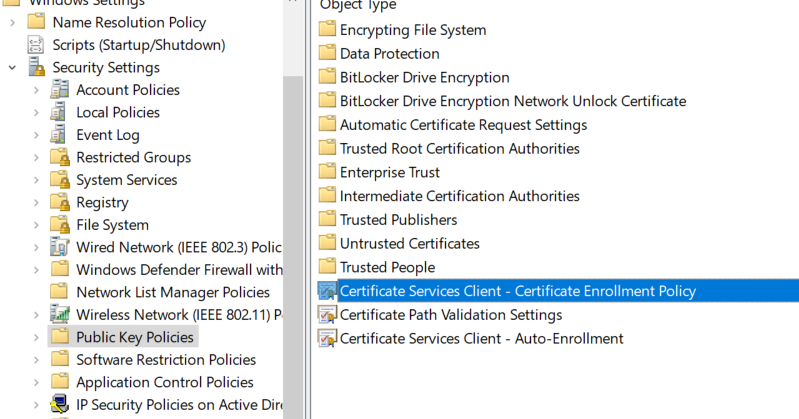 Windows Settings
Name Resolution Policy
Scripts (Startup/Shutdown)
Security Settings
Account Policies
Local Policies
Event Log
Restricted Groups
System Services
Registry
File System
Wired Network (IEEE 802.3) Polic
Windows Defender Firewall with
Network List Manager Policies
Wireless Network (IEEE 802.11) P
Public Key Policies
Software Restriction Policies
Application Control Policies
IP Security Policies on Active Dire
Object Type
Encrypting File System
Data Protection
BitLocker Drive Encryption
BitLocker Drive Encryption Network Unlock Certificate
Automatic Certificate Request Settings
Trusted Root Certification Authorities
Enterprise Trust
Intermediate Certification Authorities
Trusted Publishers
Untrusted Certificates
Trusted People
Certificate Services Client - Certificate Enrollment Policy
Certificate Path Validation Settings
Certificate Services Client - Auto-Enrollment